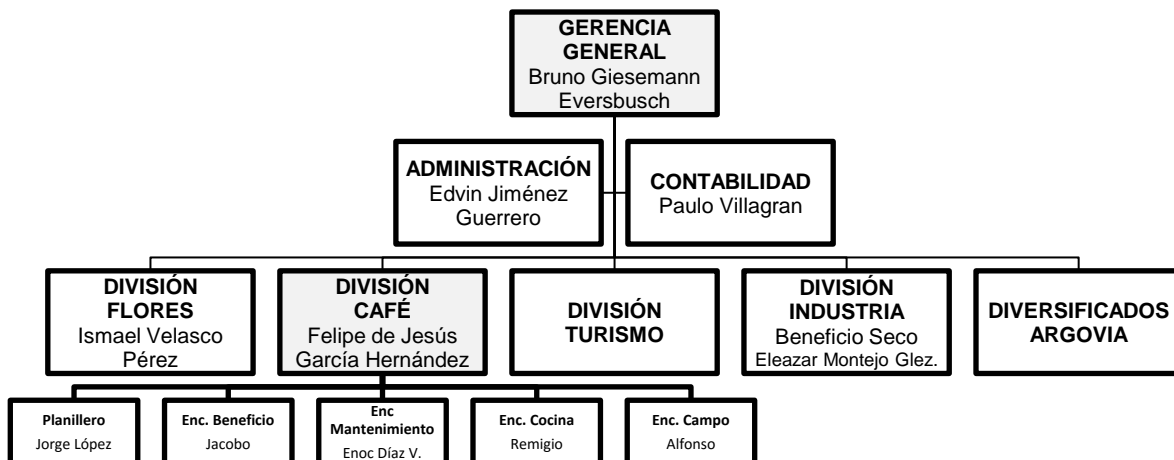 GERENCIA
GENERAL
Bruno Giesemann
Eversbusch
ADMINISTRACIÓN
Edvin Jiménez
Guerrero
CONTABILIDAD
Paulo Villagran
DIVISIÓN
FLORES
Ismael Velasco
Pérez
DIVISIÓN
CAFÉ
Felipe de Jesús
García Hernández
DIVISIÓN
TURISMO
DIVISIÓN
INDUSTRIA
Beneficio Seco
Eleazar Montejo Glez.
DIVERSIFICADOS
ARGOVIA
Planillero
Jorge López
Enc. Beneficio
Jacobo
Enc
Mantenimiento
Enoc Díaz V.
Enc. Cocina
Remigio
Enc. Campo
Alfonso